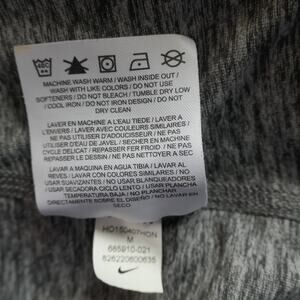 MACHINE WASH WARM / WASH INSIDE OUT /
WASH WITH LIKE COLORS / DO NOT USE
SOFTENERS / DO NOT BLEACH / TUMBLE DRY LOW
/ COOL IRON / DO NOT IRON DESIGN / DO NOT
DRY CLEAN
LAVER EN MACHINE A L'EAU TIEDE / LAVER A
L'ENVERS / LAVER AVEC COULEURS SIMILAIRES /
NE PAS UTILISER D'ADOUCISSANT / NE PAS
UTILISER D'EAU DE JAVEL / SECHER EN MACHINE
CYCLE DELICAT / REPASSER FER FROID / NE PAS
REPASSER LE DESSIN / NE PAS NETTOYER A SEC
LAVAR A MAQUINA EN AGUA TIBIA / LAVAR AL
REVES / LAVAR CON COLORES SIMILARES / NO
USAR SUAVIZANTES / NO USAR BLANQUEADORES
/ USAR SECADORA CICLO LENTO / USAR PLANCHA
TEMPERATURA BAJA / NO PLANCHAR
DIRECTAMENTE SOBRE EL DISEÑO / NO LAVAR EN
SECO
HO150407HON
M
685910-021
826220600635